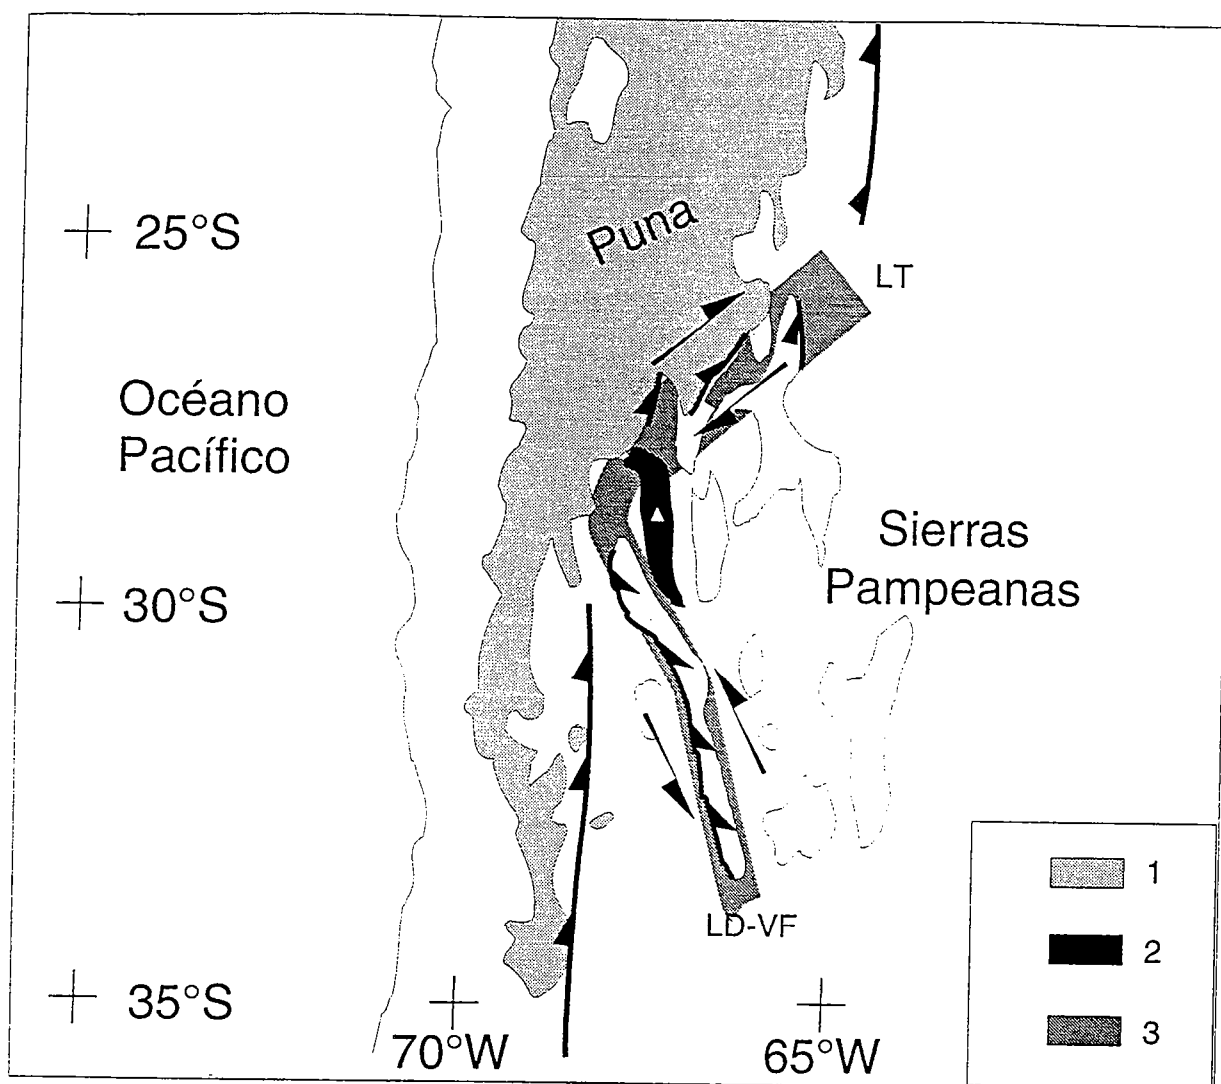 25°S
Puna
LT
Océano
Pacífico
Sierras
Pampeanas
30°S
LD-VF
35°S
70°W
65°W
1
2
3